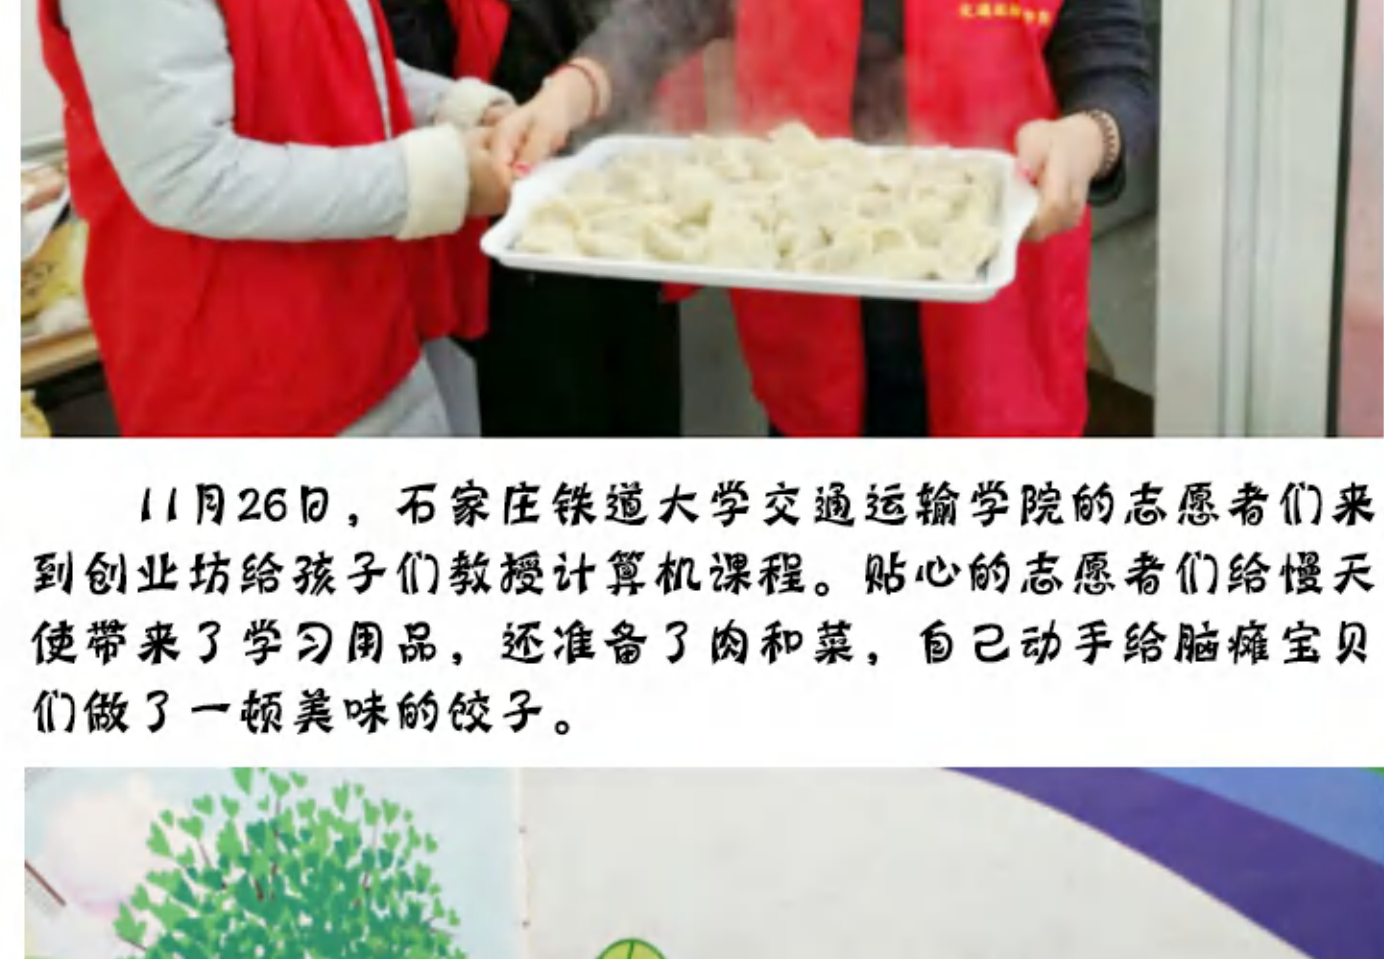 11月26日，石家庄铁道大学交通运输学院的志愿者们来
到创业坊给孩子们教授计算机课程。贴心的志愿者们给慢天
使带来了学习用品，还准备了肉和菜，自己动手给脑瘫宝贝
们做了一顿美味的饺子。